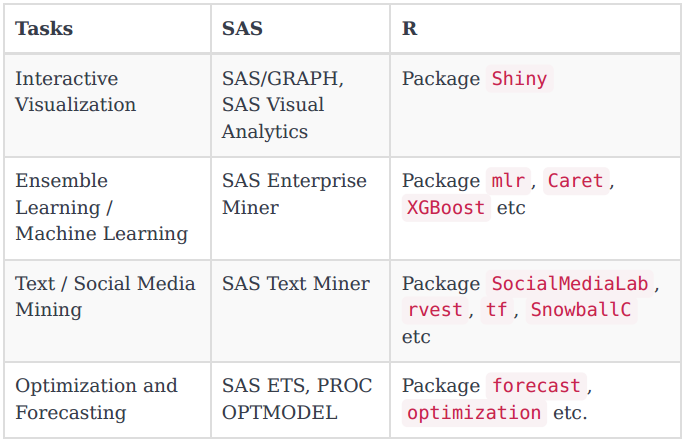 Tasks SAS R
Interactive
Visualization
SAS/GRAPH,
SAS Visual
Analytics
Package Shiny
Ensemble
Learning /
Machine Learning
SAS Enterprise
Miner
Package mlr, Caret,
XGBoost etc
Text / Social Media
Mining
SAS Text Miner
Package SocialMediaLab,
rvest, tf, SnowballC
etc
Optimization and
Forecasting
SAS ETS, PROC
OPTMODEL
Package forecast,
optimization etc.